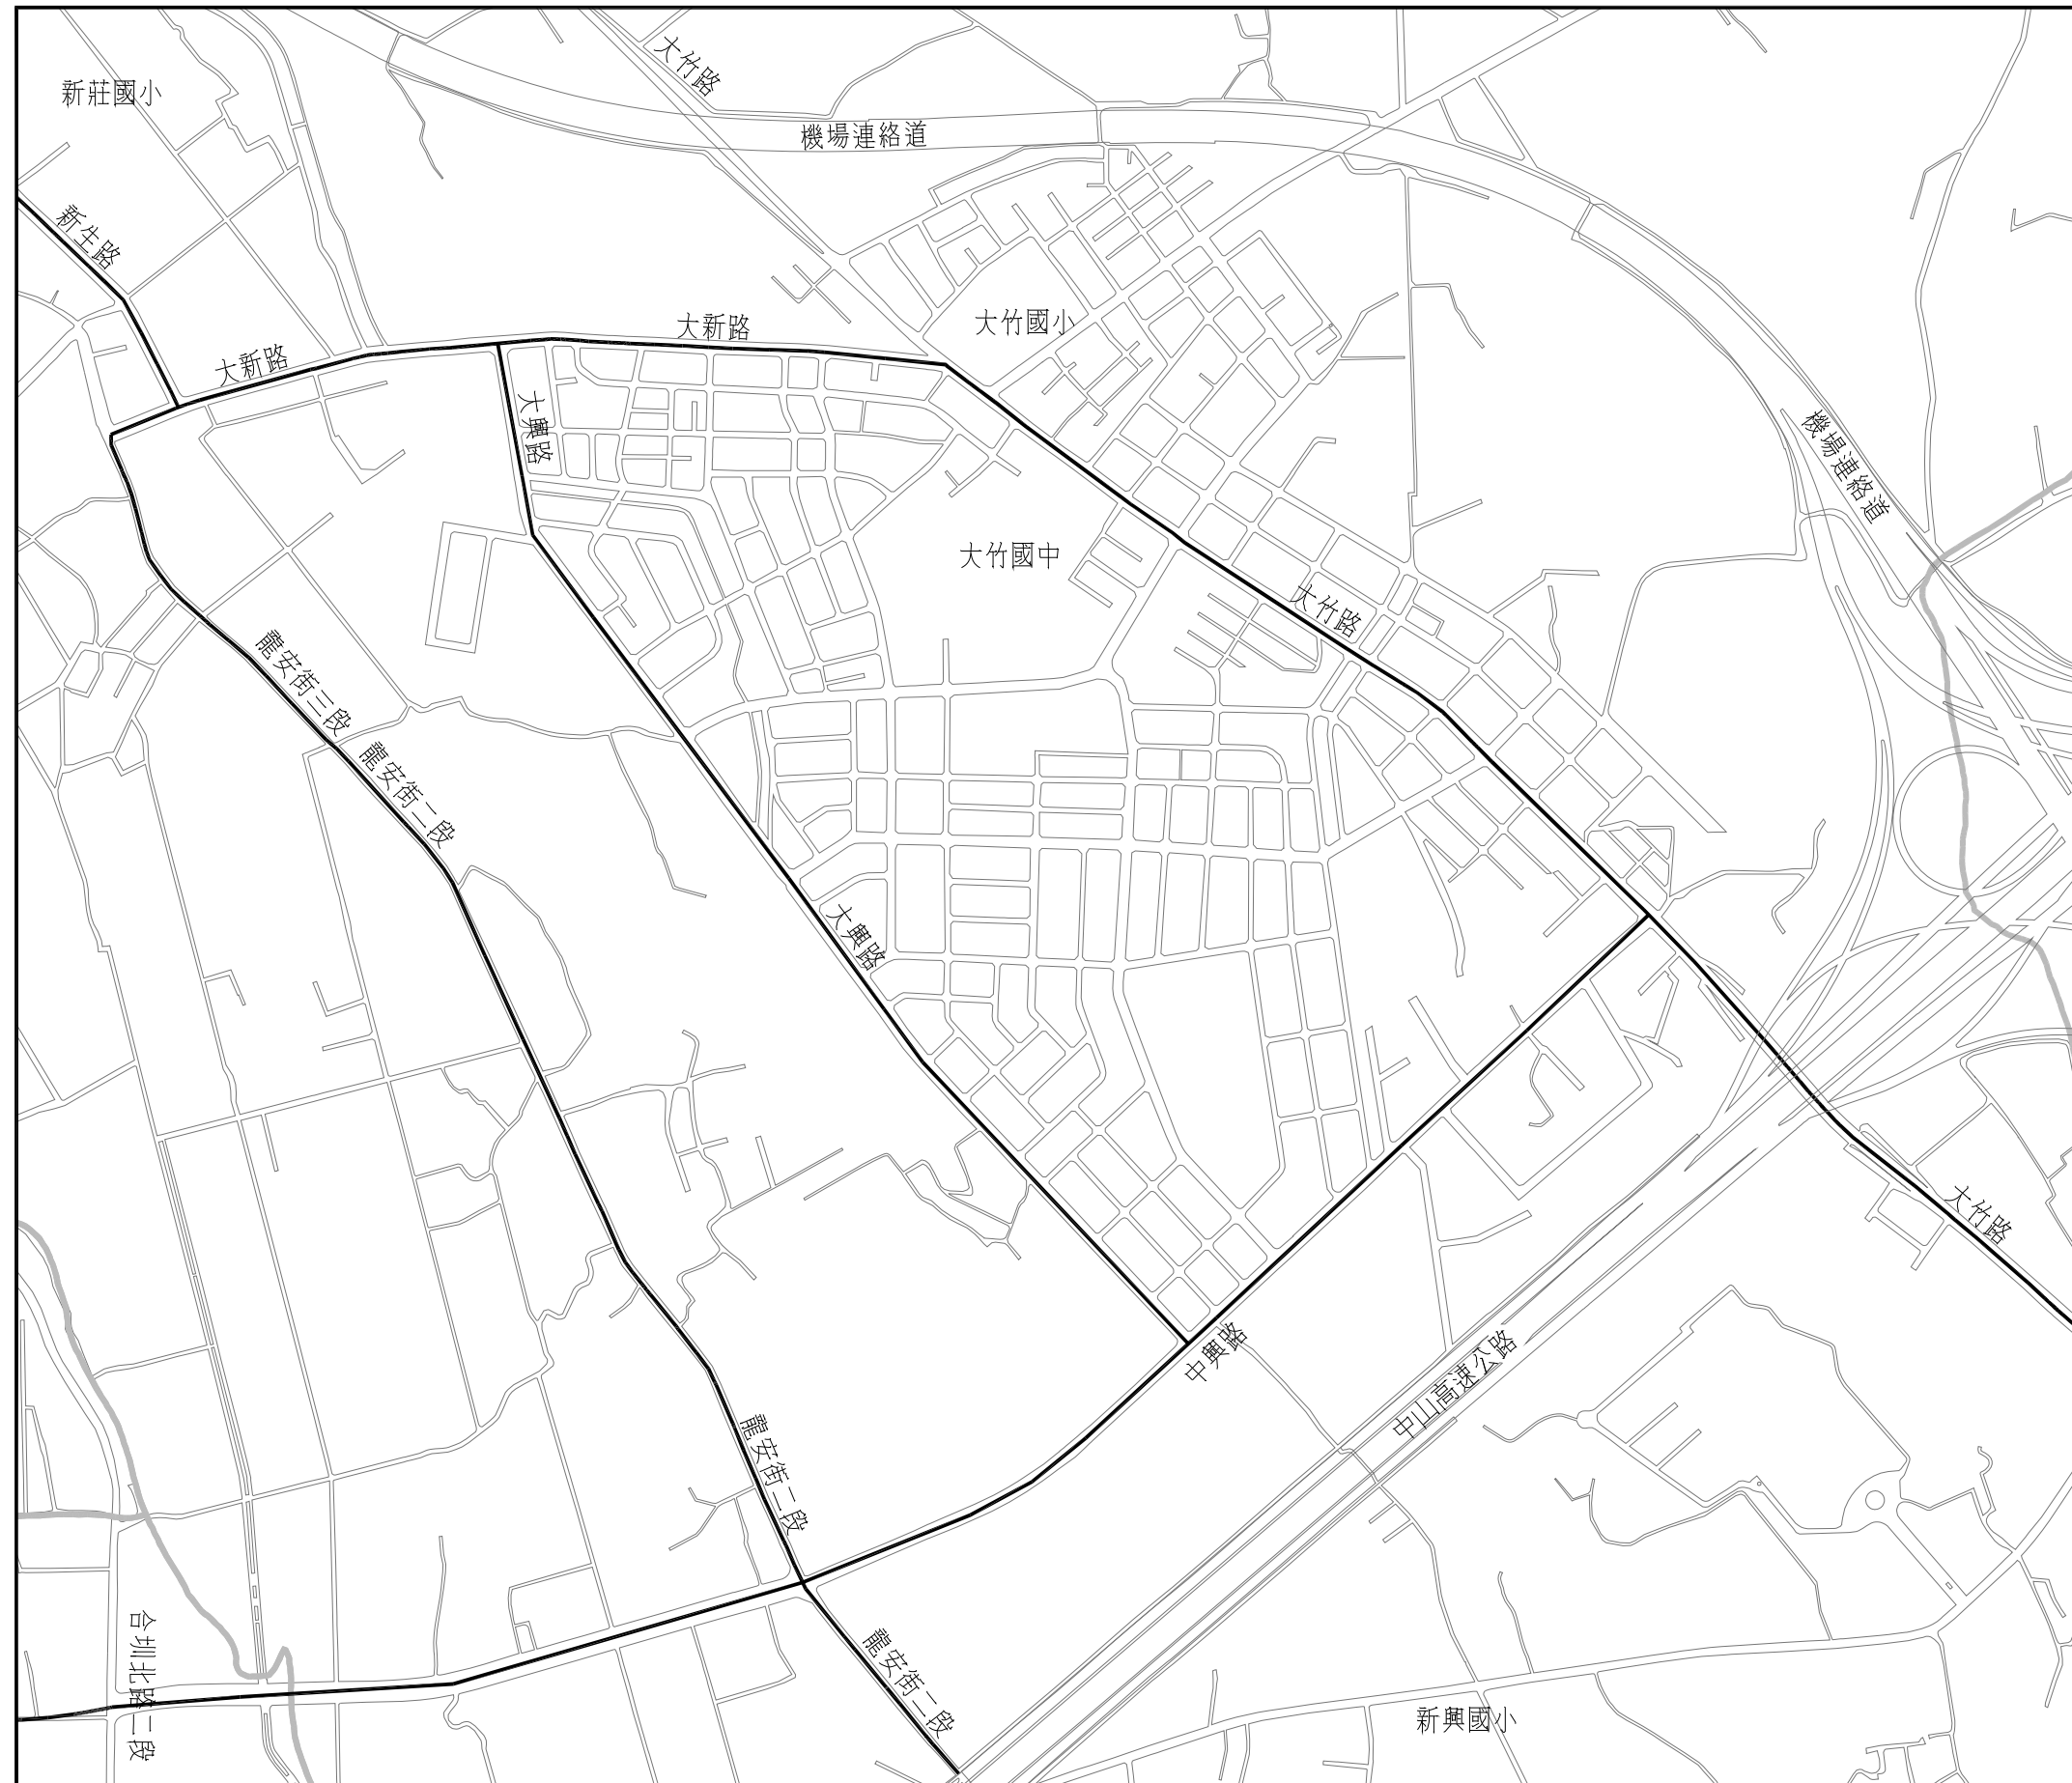 大竹路
新莊國小
機場連絡道
新生路
大新路
大竹國小
大新路
大興路
機場連絡道
大竹國中
大竹路
龍安街三段
龍安街二段
大興路
大竹路
中興路
中山高速公路
龍安街二段
合圳北路二段
龍安街二段
新興國小